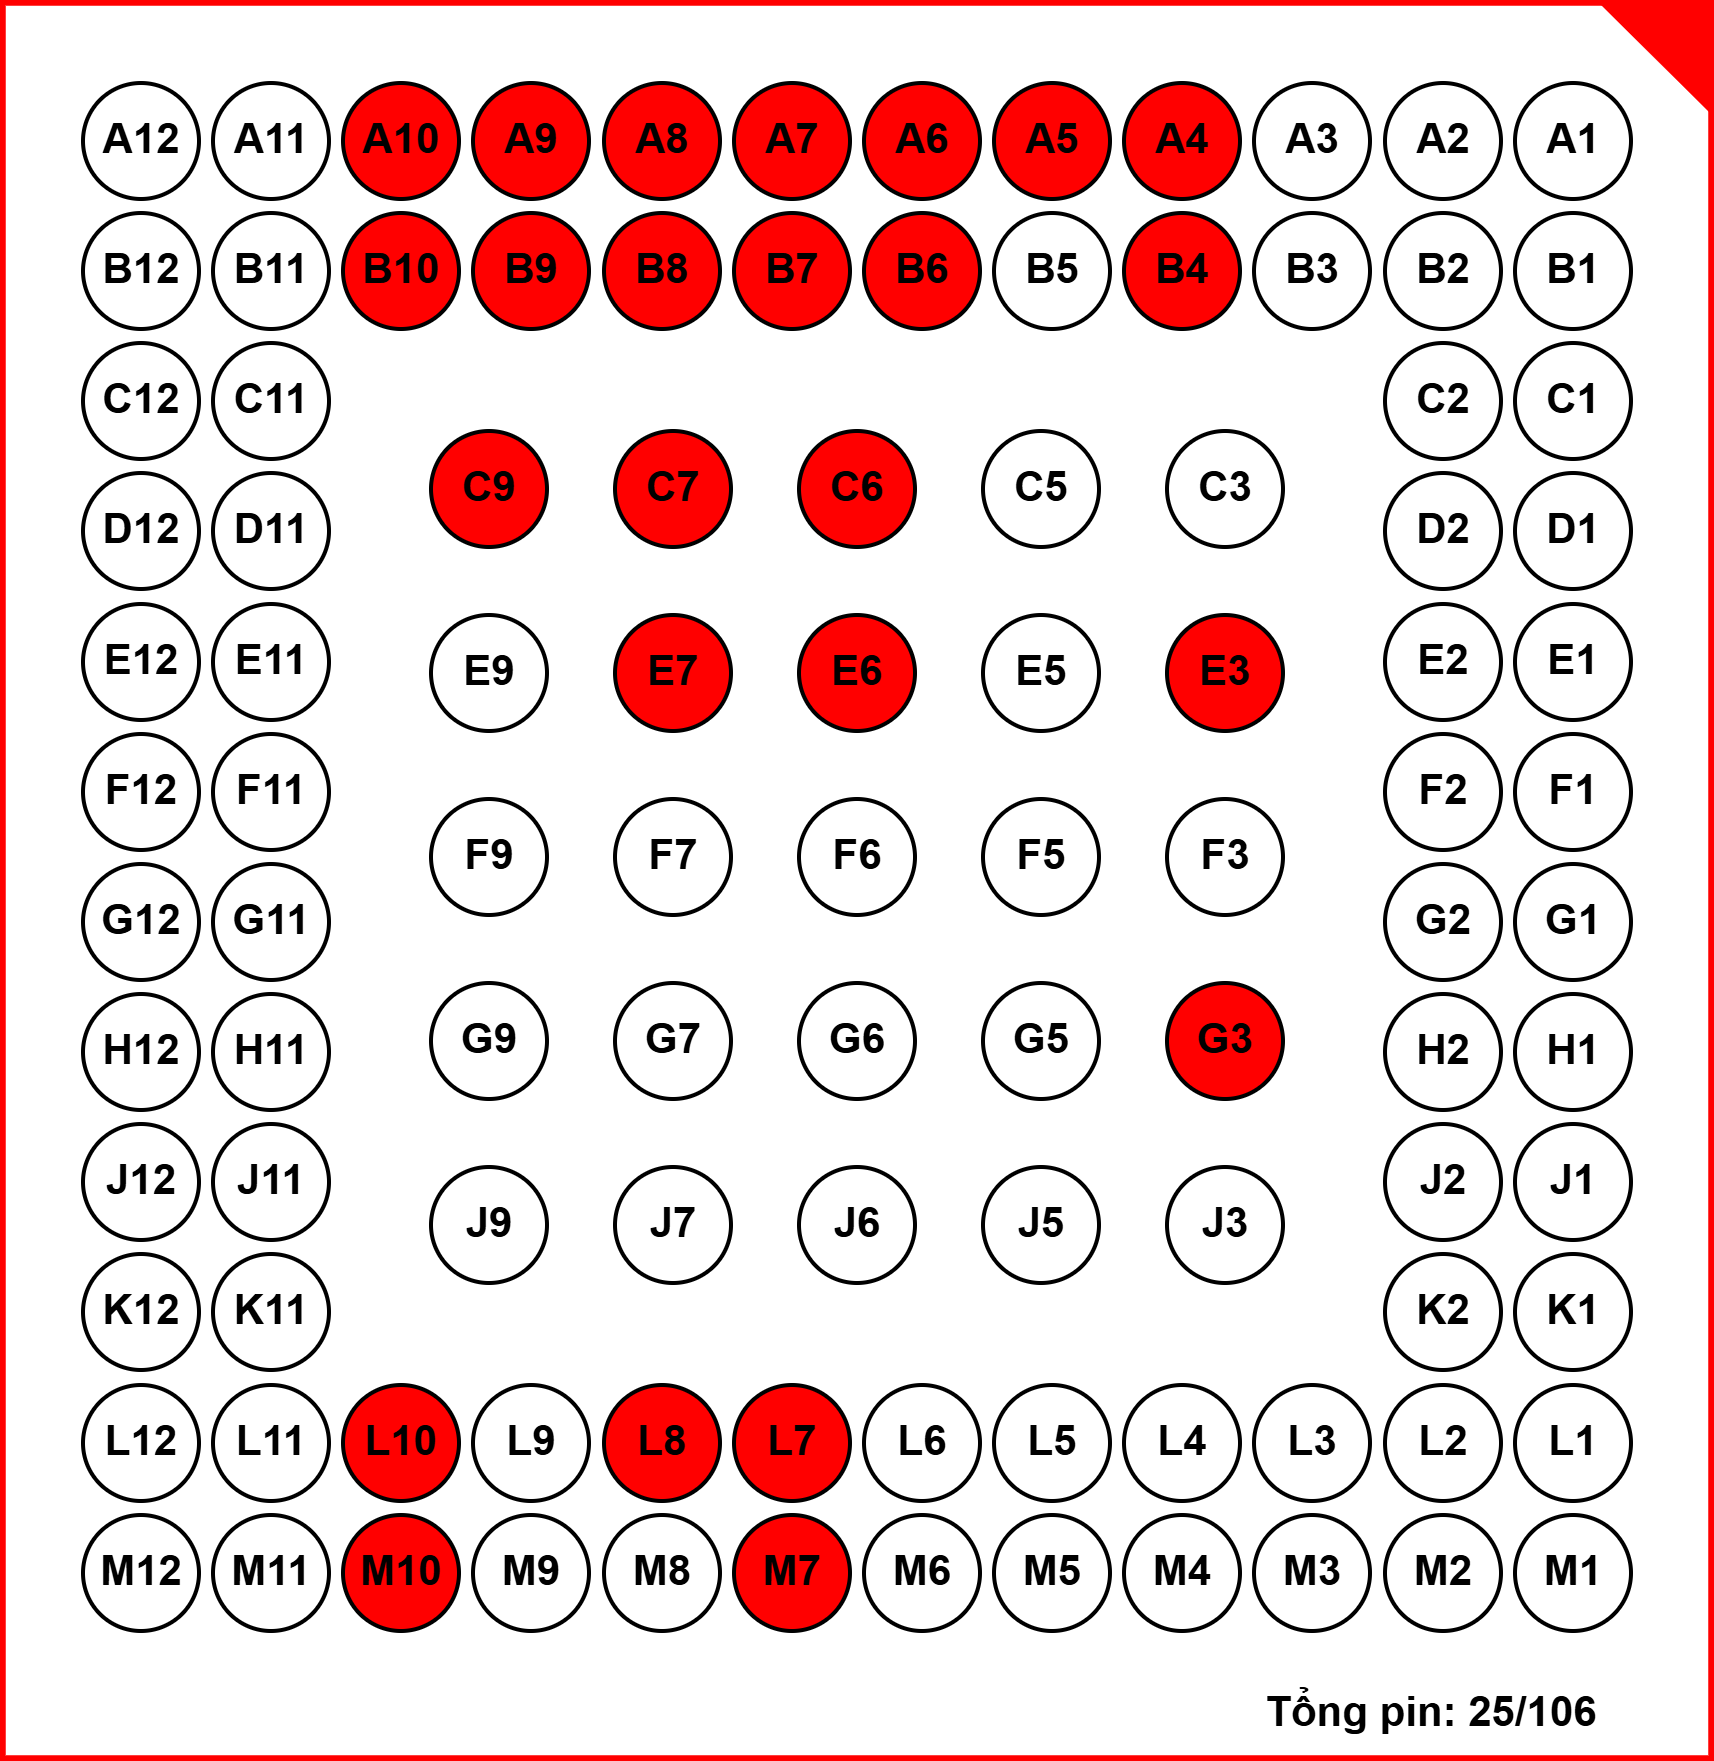 A12 A11 A10 A9 A8 A7 A6 A5 A4 A3 A2 A1
B12 B11 B10 B9 B8 B7 B6 B5 B4 B3 B2 B1
C12 C11 C2 C1
C9 C7 C6 C5 C3
D12 D11 D2 D1
E12 E11 E9 E7 E6 E5 E3 E2 E1
F12 F11 F2 F1
F9 F7 F6 F5 F3
G12 G11 G2 G1
G9 G7 G6 G5 G3
H12 H11 H2 H1
J12 J11 J2 J1
J9 J7 J6 J5 J3
K12 K11 K2 K1
L12 L11 L10 L9 L8 L7 L6 L5 L4 L3 L2 L1
M12 M11 M10 M9 M8 M7 M6 M5 M4 M3 M2 M1
Tổng pin: 25/106